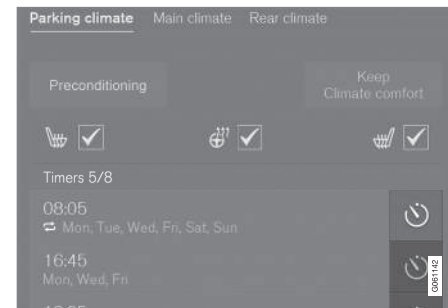 Parking climate Main climate Rear climate
Preconditioning
Keep
Climate comfort
Timers 5/8
08:05
Mon, Tue, Wed, Fri, Sat, Sun
16:45
Mon, Wed, Fri
G061142